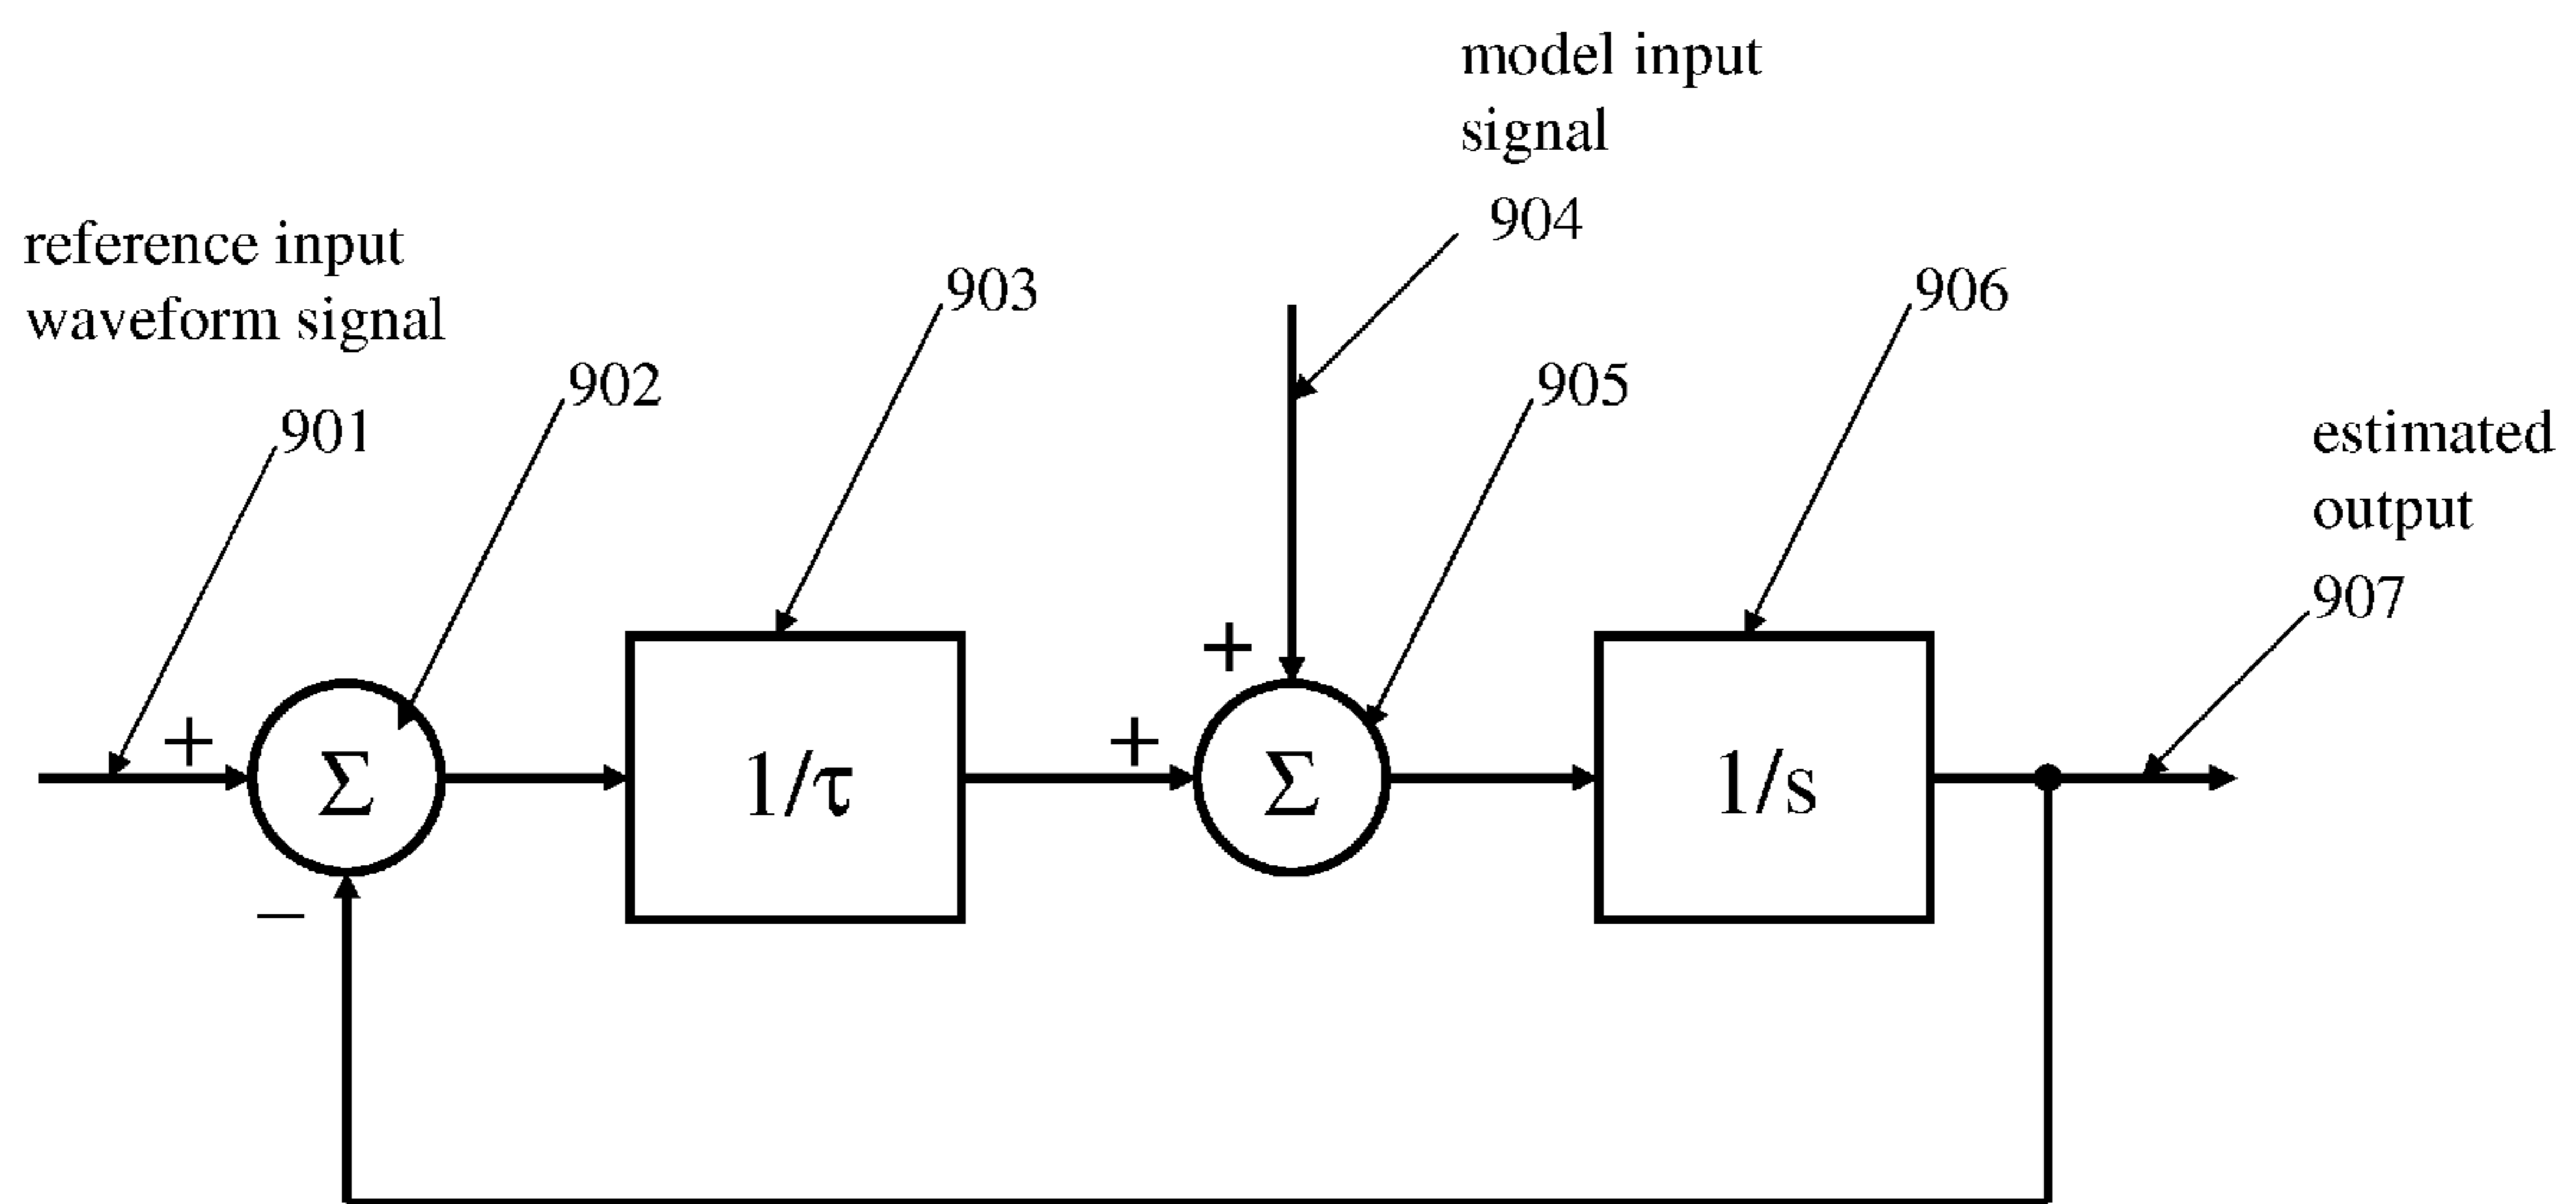 model input
signal
904
reference input
waveform signal
903
906
902
905
901
estimated
output
907
+
+
+
Σ
1/τ
Σ
1/s
−